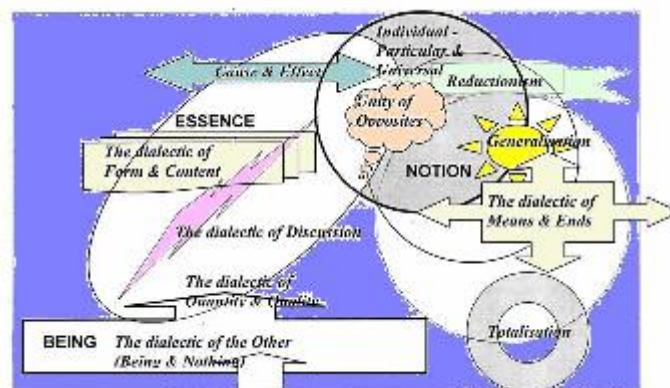 Individual -
Particular &
Universal
Cause & Effect
Reductionism
Unity of
Opposites
ESSENCE
Generalisation
The dialectic of
Form & Content
NOTION
The dialectic of
Means & Ends
The dialectic of Discussion
The dialectic of
Quantity & Quality
Totalisation
BEING
The dialectic of the Other
(Being & Nothing)